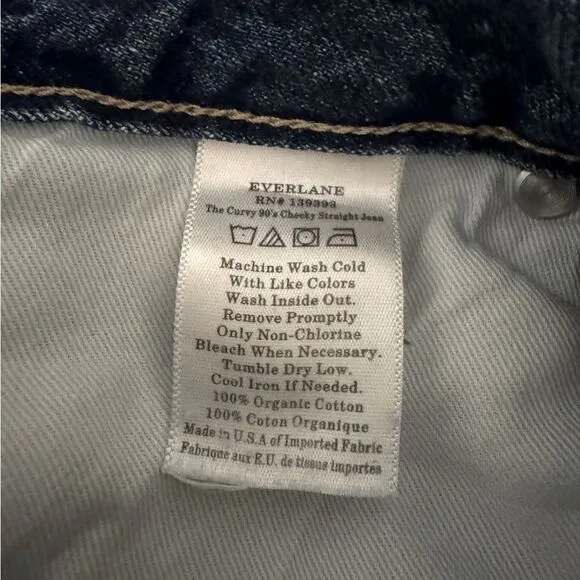 EVERLANE
RN# 139393
The Curvy 90's Cheeky Straight Jean
Machine Wash Cold
With Like Colors
Wash Inside Out.
Remove Promptly
Only Non-Chlorine
Bleach When Necessary.
Tumble Dry Low.
Cool Iron If Needed.
100% Organic Cotton
100% Coton Organique
Made in U.S.A of Imported Fabric
Fabrique aux E.U. de tissus importes